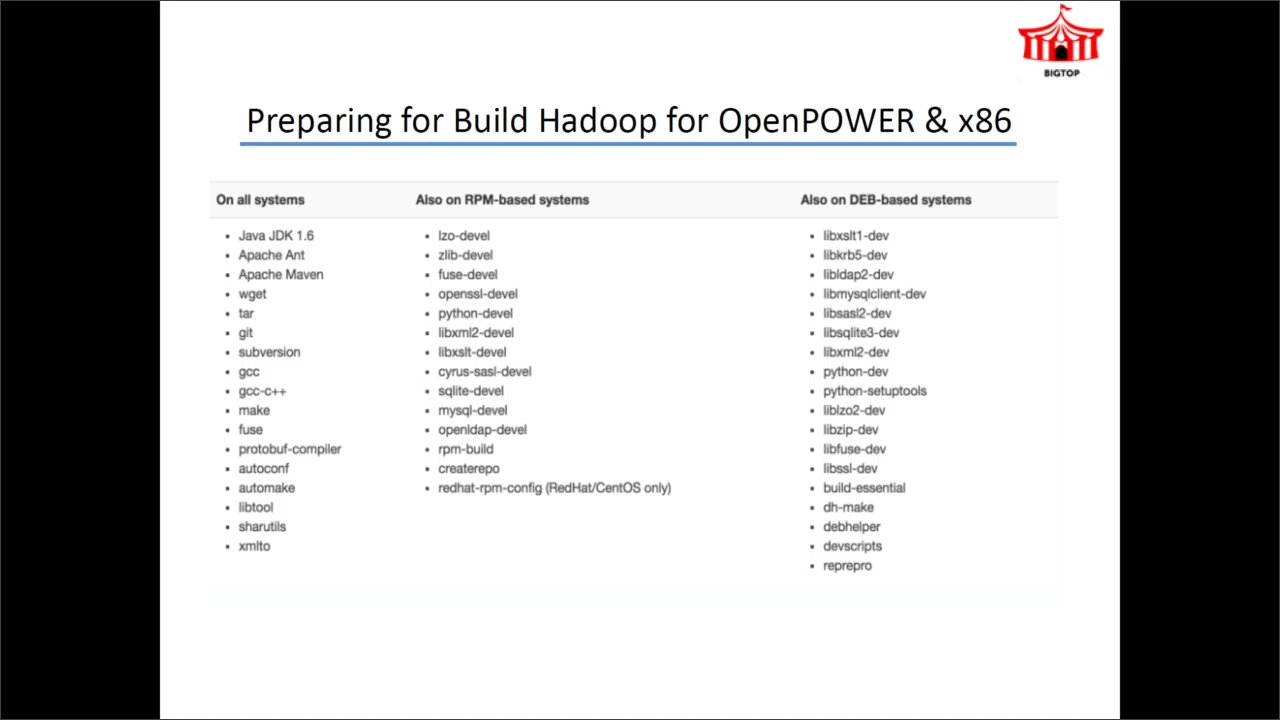 BIGTOP
Preparing for Build Hadoop for OpenPOWER & x86
On all systems
Also on RPM-based systems
Also on DEB-based systems
• Java JDK 1.6
• Apache Ant
• Apache Maven
• wget
• tar
• git
• subversion
• gcc
• gcc-c++
• make
• fuse
• protobuf-compiler
• autoconf
• automake
• libtool
• sharutils
• xmlto
• lzo-devel
• zlib-devel
• fuse-devel
• openssl-devel
• python-devel
• libxml2-devel
• libxslt-devel
• cyrus-sasl-devel
• sqlite-devel
• mysql-devel
• openldap-devel
• rpm-build
• createrepo
• redhat-rpm-config (RedHat/CentOS only)
• libxslt1-dev
• libkrb5-dev
• libldap2-dev
• libmysqlclient-dev
• libsasl2-dev
• libsqlite3-dev
• libxml2-dev
• python-dev
• python-setuptools
• liblzo2-dev
• libzip-dev
• libfuse-dev
• libssl-dev
• build-essential
• dh-make
• debhelper
• devscripts
• reprepro